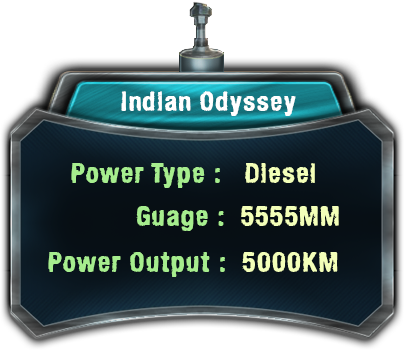 Indian Odyssey
Power Type : Diesel
Guage : 5555MM
Power Output : 5000KM